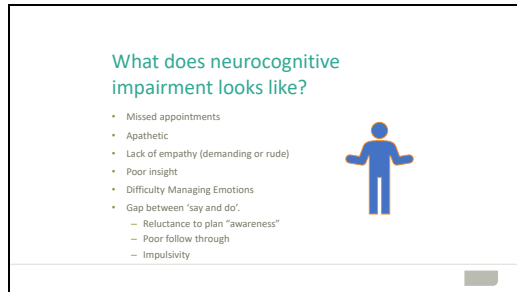 What does neurocognitive
impairment looks like?
• Missed appointments
• Apathetic
• Lack of empathy (demanding or rude)
• Poor insight
• Difficulty Managing Emotions
• Gap between ‘say and do’.
– Reluctance to plan “awareness”
– Poor follow through
– Impulsivity